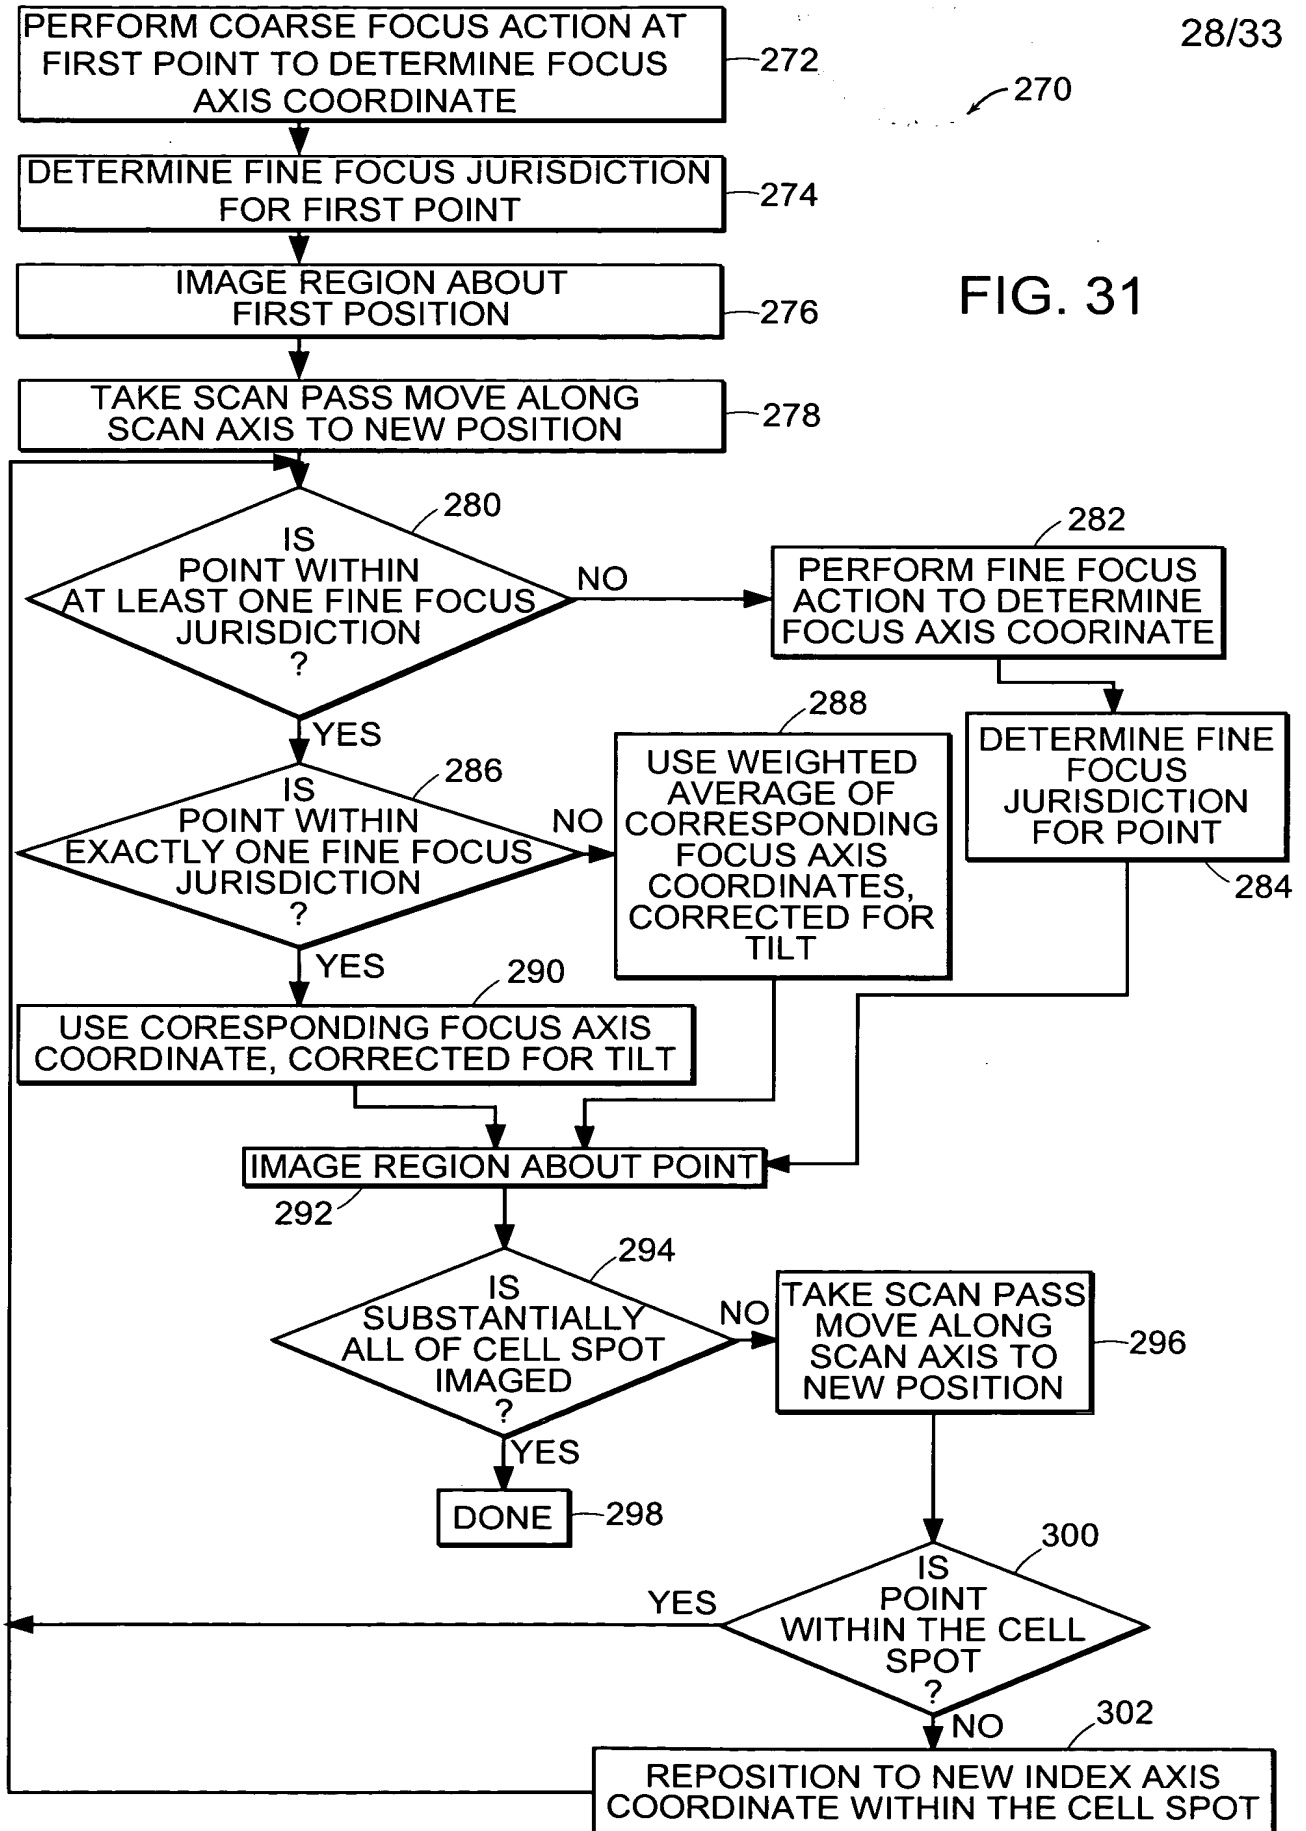 28/33
270
FIG. 31
PERFORM COARSE FOCUS ACTION AT
FIRST POINT TO DETERMINE FOCUS
AXIS COORDINATE
272
DETERMINE FINE FOCUS JURISDICTION
FOR FIRST POINT
274
IMAGE REGION ABOUT
FIRST POSITION
276
TAKE SCAN PASS MOVE ALONG
SCAN AXIS TO NEW POSITION
278
280
IS
POINT WITHIN
AT LEAST ONE FINE FOCUS
JURISDICTION
?
NO
YES
282
PERFORM FINE FOCUS
ACTION TO DETERMINE
FOCUS AXIS COORINATE
DETERMINE FINE
FOCUS
JURISDICTION
FOR POINT
284
286
IS
POINT WITHIN
EXACTLY ONE FINE FOCUS
JURISDICTION
?
NO
YES
288
USE WEIGHTED
AVERAGE OF
CORRESPONDING
FOCUS AXIS
COORDINATES,
CORRECTED FOR
TILT
290
USE CORESPONDING FOCUS AXIS
COORDINATE, CORRECTED FOR TILT
IMAGE REGION ABOUT POINT
292
294
IS
SUBSTANTIALLY
ALL OF CELL SPOT
IMAGED
?
NO
YES
TAKE SCAN PASS
MOVE ALONG
SCAN AXIS TO
NEW POSITION
296
DONE
298
300
IS
POINT
WITHIN THE CELL
SPOT
?
YES
NO
302
REPOSITION TO NEW INDEX AXIS
COORDINATE WITHIN THE CELL SPOT